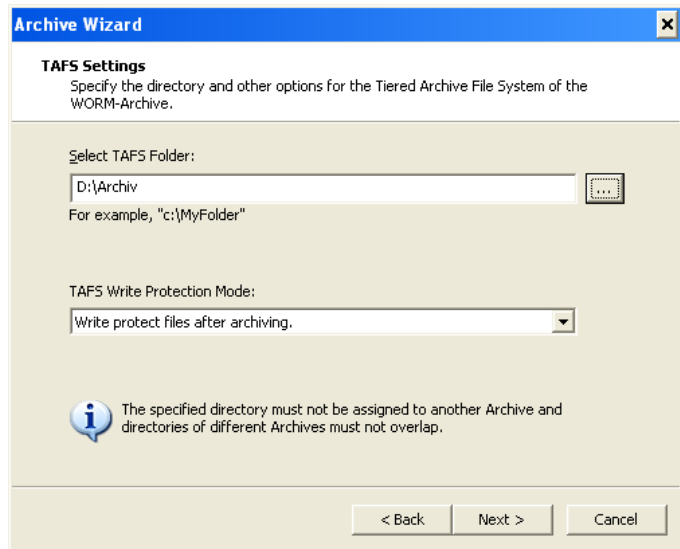 Archive Wizard
TAFS Settings
Specify the directory and other options for the Tiered Archive File System of the
WORM-Archive.
Select TAFS Folder:
D:\Archiv
...
For example, "c:\MyFolder"
TAFS Write Protection Mode:
Write protect files after archiving.
The specified directory must not be assigned to another Archive and
directories of different Archives must not overlap.
< Back Next > Cancel